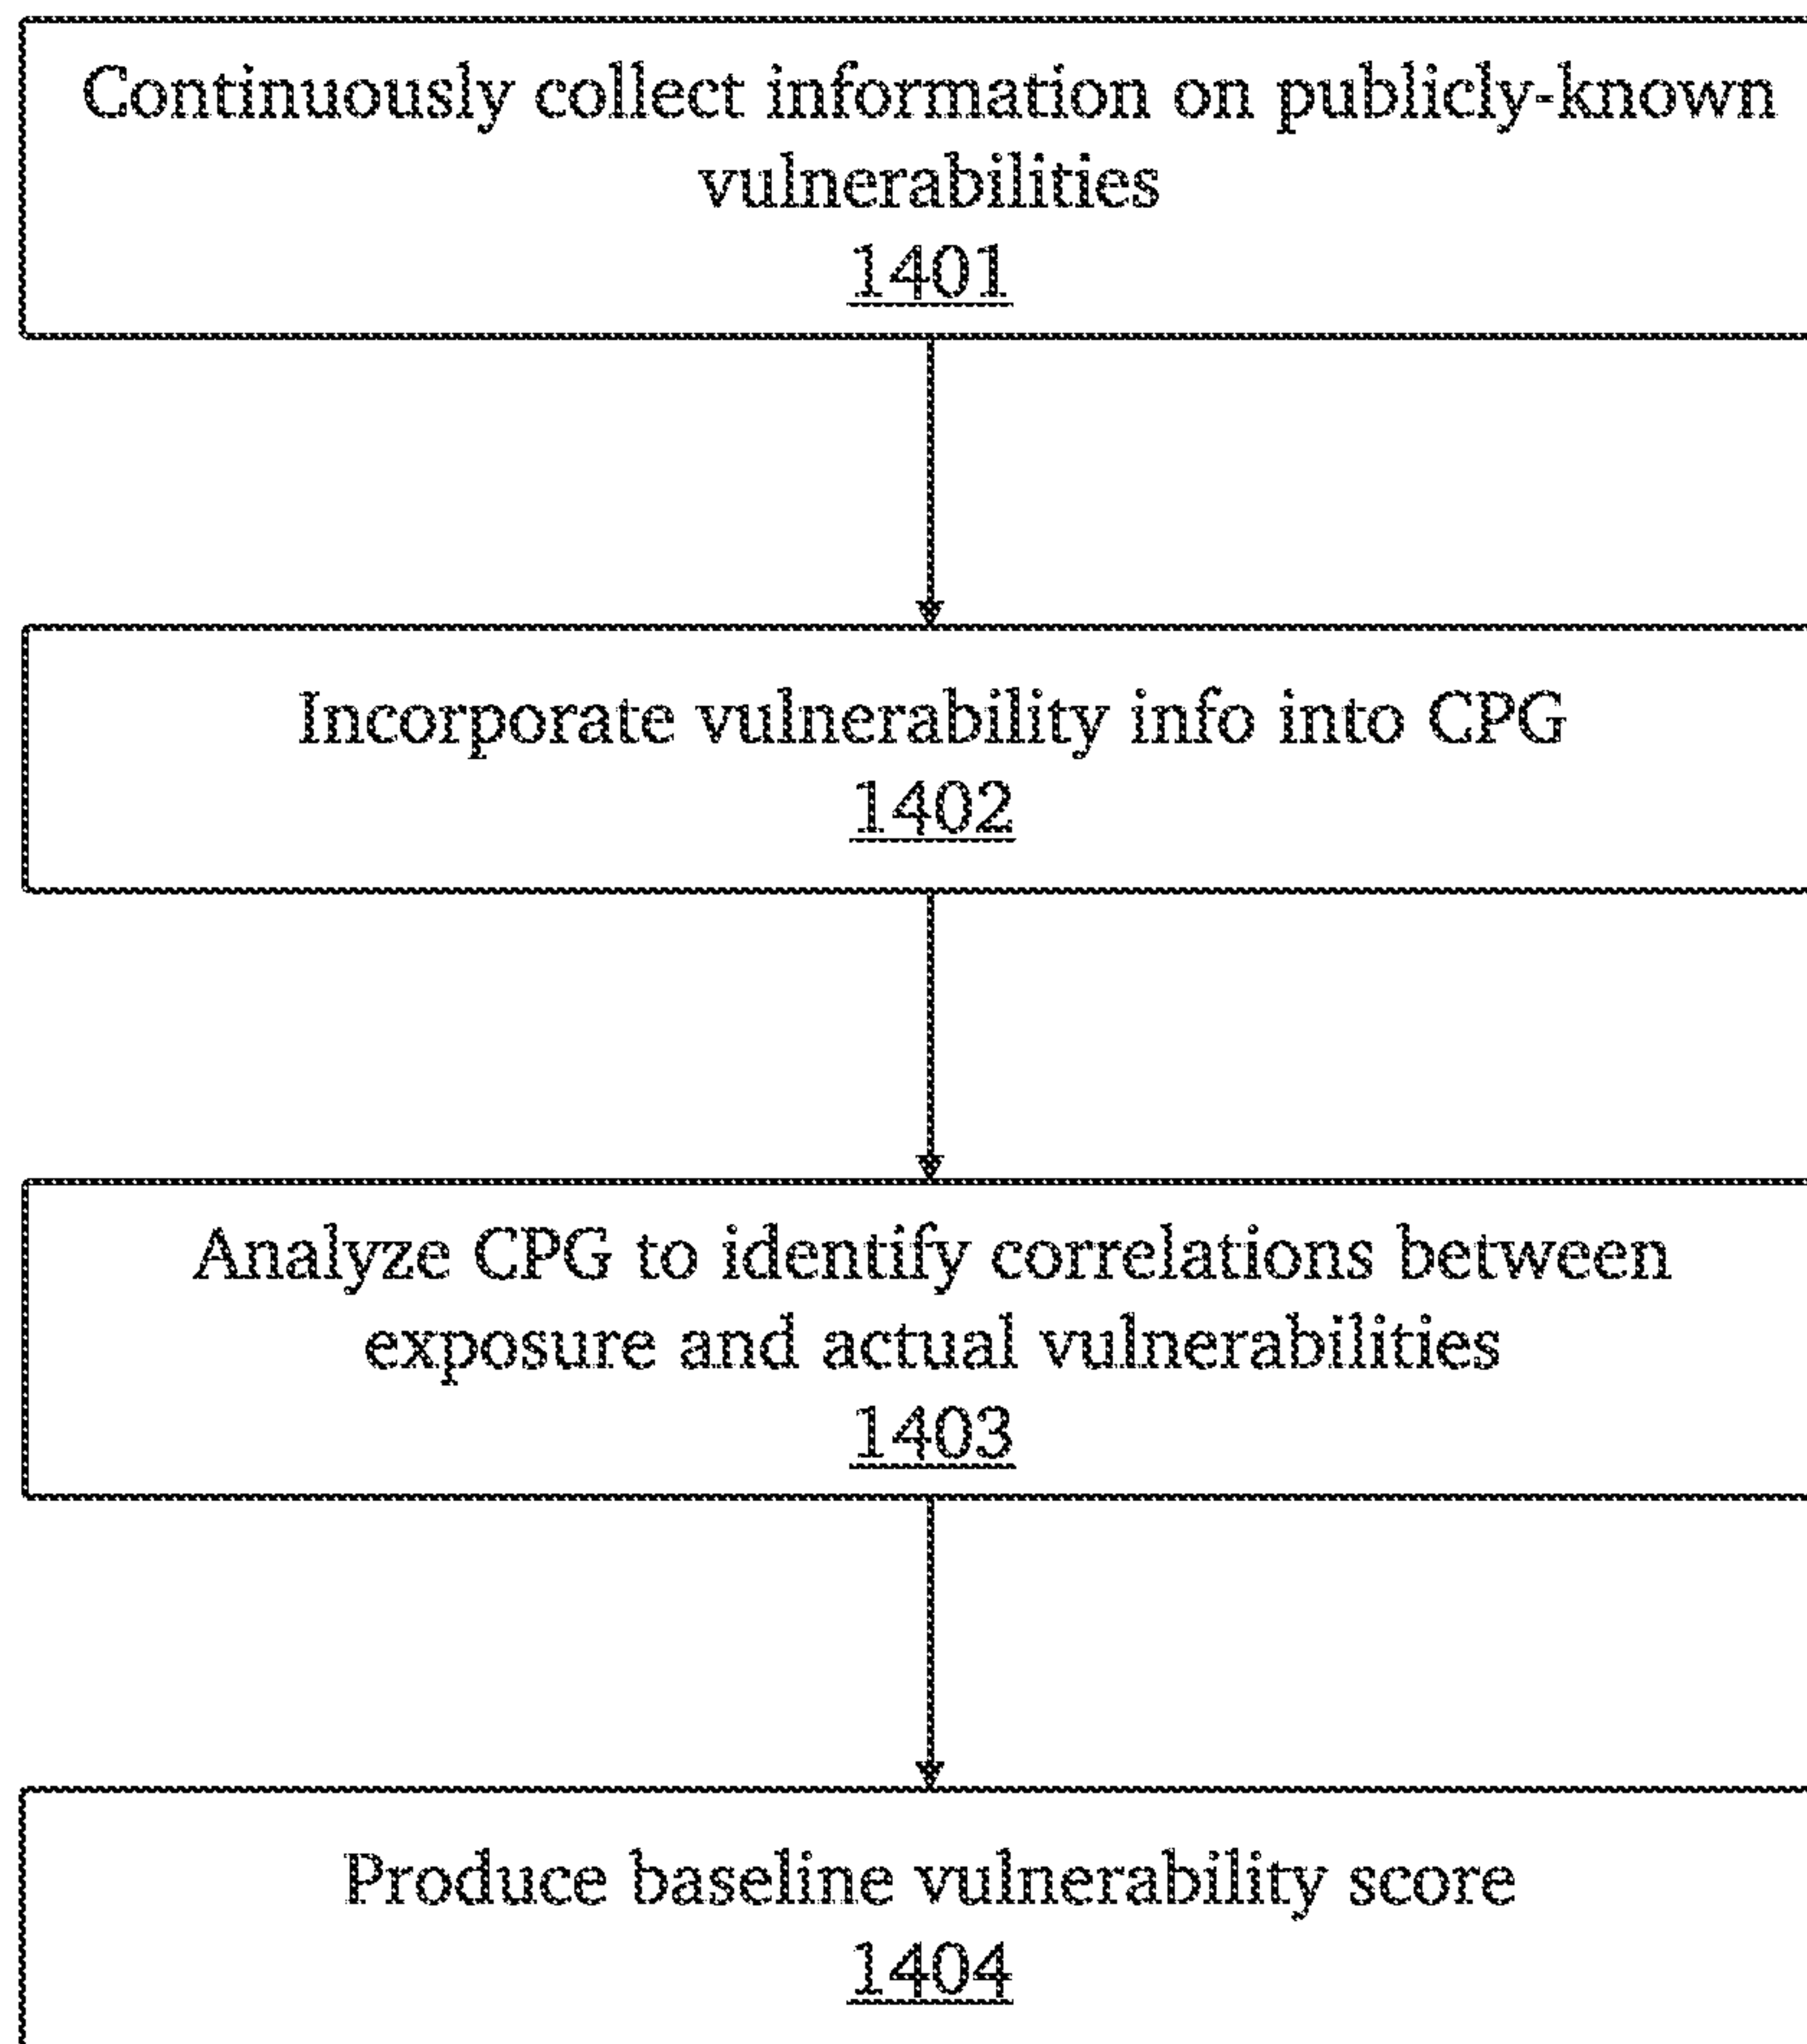 Continuously collect information on publicly-known
vulnerabilities
1401
Incorporate vulnerability info into CPG
1402
Analyze CPG to identify correlations between
exposure and actual vulnerabilities
1403
Produce baseline vulnerability score
1404